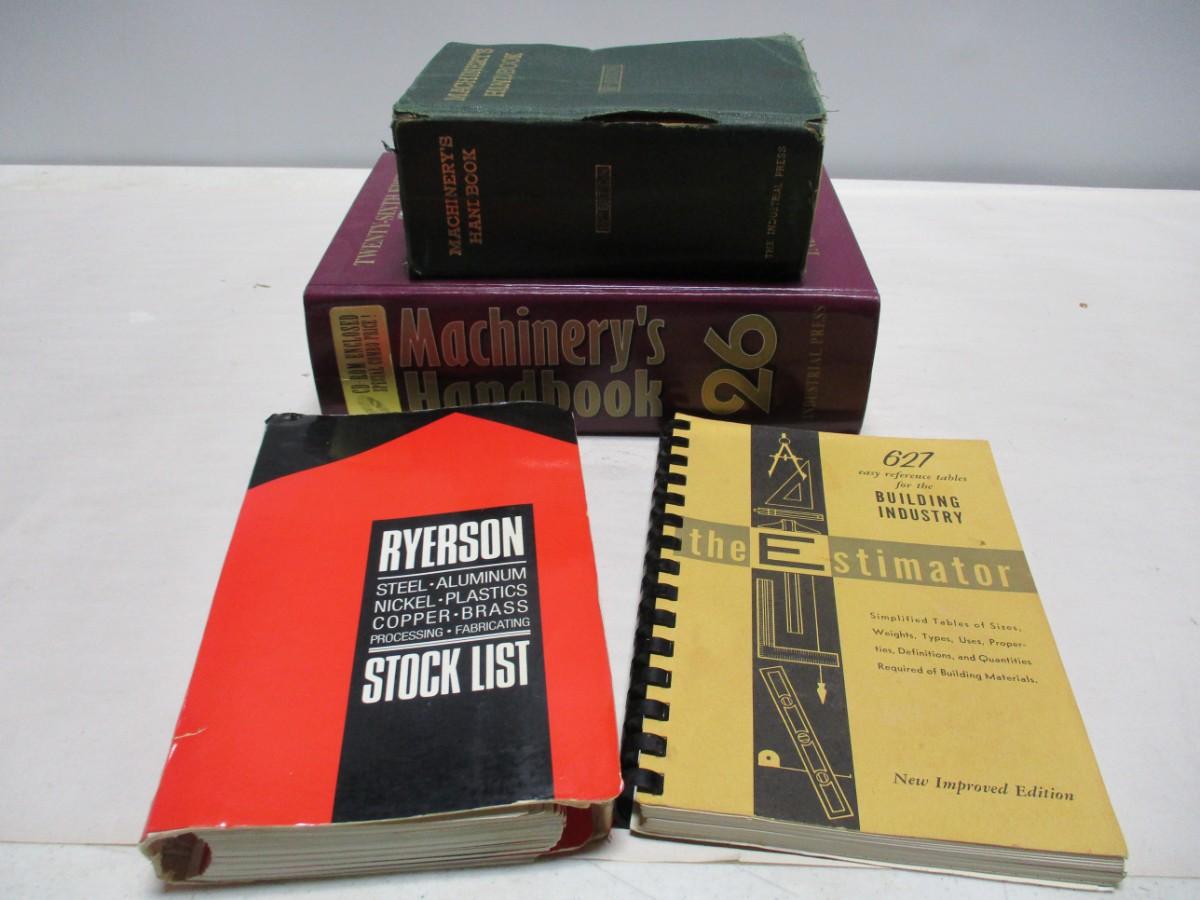 MACHINERY'S
HANDBOOK
MACHINERY'S
HANDBOOK
THE INDUSTRIAL PRESS
TWENTY-SIXTH
CD-ROM ENCLOSED
SPECIAL COMBO PRICE!
Machinery's
Handbook
26
INDUSTRIAL PRESS
RYERSON
STEEL • ALUMINUM
NICKEL • PLASTICS
COPPER • BRASS
PROCESSING • FABRICATING
STOCK LIST
627
easy reference tables
for the
BUILDING
INDUSTRY
the Estimator
Simplified Tables of Sizes,
Weights, Types, Uses, Proper-
ties, Definitions, and Quantities
Required of Building Materials.
New Improved Edition